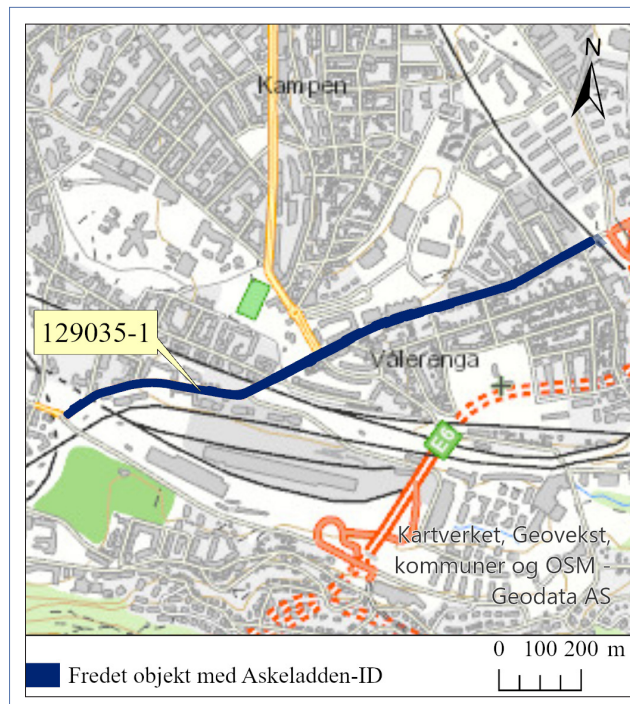 N
Kampen
129035-1
Vålerenga
E6
Kartverket, Geovekst,
kommuner og OSM -
Geodata AS
0 100 200 m
Fredet objekt med Askeladden-ID